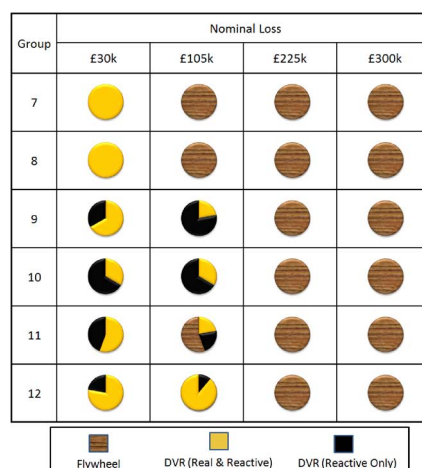 Group
Nominal Loss
£30k £105k £225k £300k
7
8
9
10
11
12
Flywheel DVR (Real & Reactive) DVR (Reactive Only)